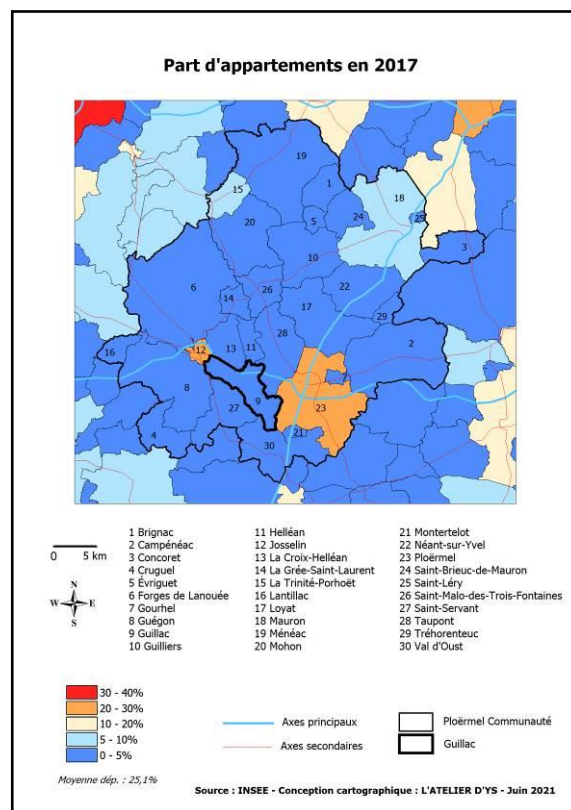 Part d'appartements en 2017
19
1
15
18
24
25
5
20
3
10
6
26
22
14
17
29
28
2
12
13
11
16
8
9
27
23
21
4
30
0 5 km
N
W E
S
1 Brignac
2 Campénéac
3 Concoret
4 Cruguel
5 Évriguet
6 Forges de Lanouée
7 Gourhel
8 Guégon
9 Guillac
10 Guilliers
11 Helléan
12 Josselin
13 La Croix-Helléan
14 La Grée-Saint-Laurent
15 La Trinité-Porhoët
16 Lantillac
17 Loyat
18 Mauron
19 Ménéac
20 Mohon
21 Montertelot
22 Néant-sur-Yvel
23 Ploërmel
24 Saint-Brieuc-de-Mauron
25 Saint-Léry
26 Saint-Malo-des-Trois-Fontaines
27 Saint-Servant
28 Taupont
29 Tréhorenteuc
30 Val d'Oust
30 - 40%
20 - 30%
10 - 20%
5 - 10%
0 - 5%
Axes principaux
Axes secondaires
Ploërmel Communauté
Guillac
Moyenne dép. : 25,1%
Source : INSEE - Conception cartographique : L'ATELIER D'YS - Juin 2021